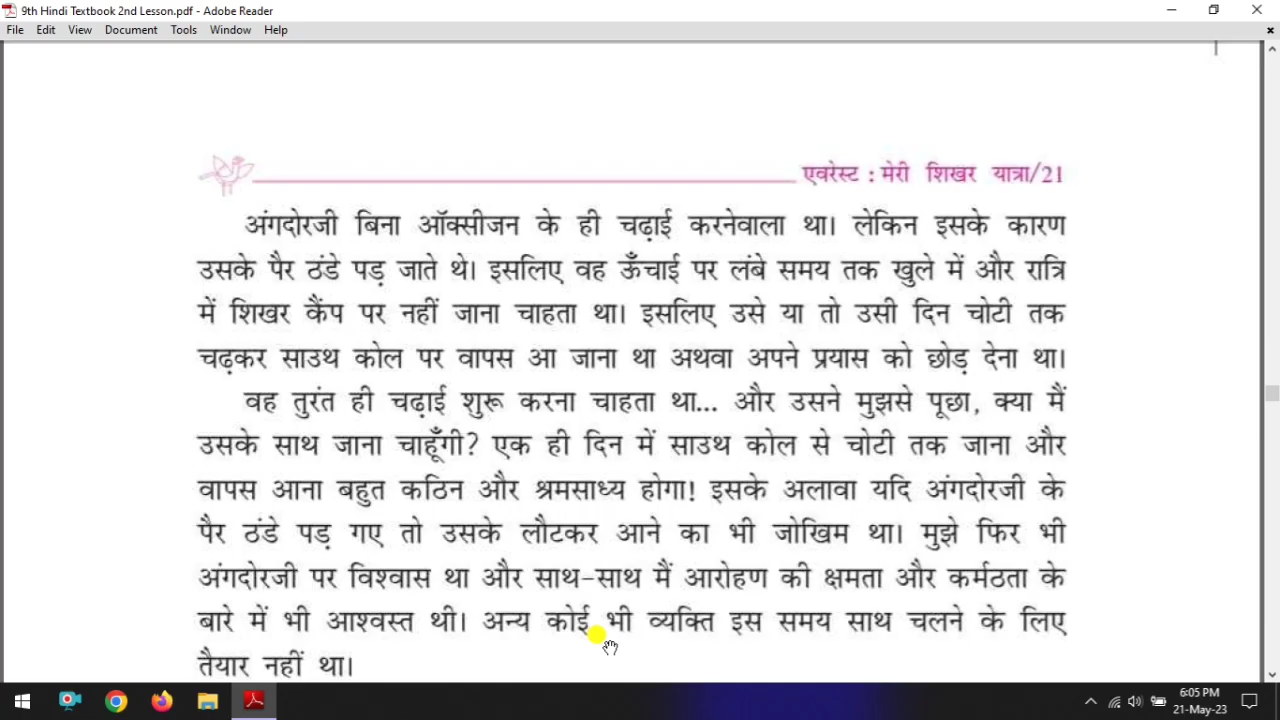 9th Hindi Textbook 2nd Lesson.pdf - Adobe Reader
File Edit View Document Tools Window Help
एवरेस्ट : मेरी शिखर यात्रा/21
अंगदोरजी बिना ऑक्सीजन के ही चढ़ाई करनेवाला था। लेकिन इसके कारण
उसके पैर ठंडे पड़ जाते थे। इसलिए वह ऊँचाई पर लंबे समय तक खुले में और रात्रि
में शिखर कैंप पर नहीं जाना चाहता था। इसलिए उसे या तो उसी दिन चोटी तक
चढ़कर साउथ कोल पर वापस आ जाना था अथवा अपने प्रयास को छोड़ देना था।
वह तुरंत ही चढ़ाई शुरू करना चाहता था... और उसने मुझसे पूछा, क्या मैं
उसके साथ जाना चाहूँगी? एक ही दिन में साउथ कोल से चोटी तक जाना और
वापस आना बहुत कठिन और श्रमसाध्य होगा! इसके अलावा यदि अंगदोरजी के
पैर ठंडे पड़ गए तो उसके लौटकर आने का भी जोखिम था। मुझे फिर भी
अंगदोरजी पर विश्वास था और साथ-साथ मैं आरोहण की क्षमता और कर्मठता के
बारे में भी आश्वस्त थी। अन्य कोई भी व्यक्ति इस समय साथ चलने के लिए
तैयार नहीं था।
6:05 PM
21-May-23